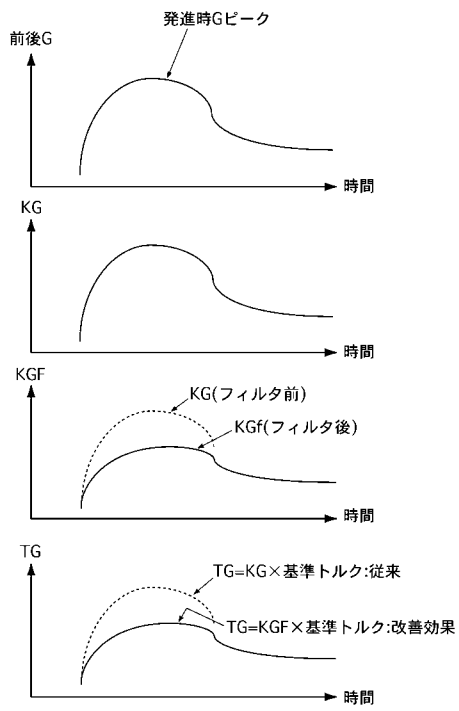 発進時Gピーク
前後G
時間
KG
時間
KGF
KG(フィルタ前)
KGf(フィルタ後)
時間
TG
TG=KG×基準トルク:従来
TG=KGF×基準トルク:改善効果
時間